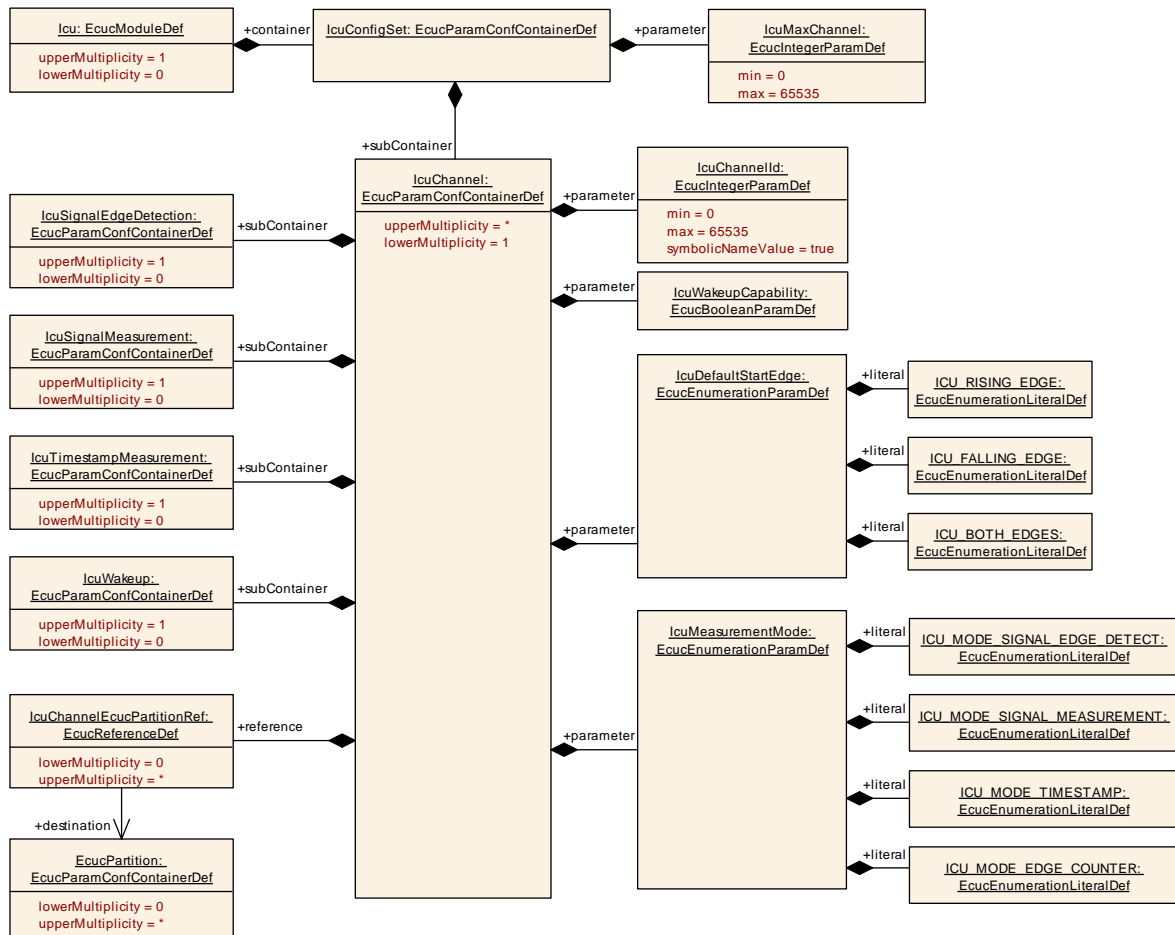 Icu: EcucModuleDef
upperMultiplicity = 1
lowerMultiplicity = 0
+container
IcuConfigSet: EcucParamConfContainerDef
+parameter
IcuMaxChannel:
EcucIntegerParamDef
min = 0
max = 65535
+subContainer
IcuChannel:
EcucParamConfContainerDef
upperMultiplicity = *
lowerMultiplicity = 1
IcuSignalEdgeDetection:
EcucParamConfContainerDef
upperMultiplicity = 1
lowerMultiplicity = 0
+subContainer
IcuSignalMeasurement:
EcucParamConfContainerDef
upperMultiplicity = 1
lowerMultiplicity = 0
+subContainer
IcuTimestampMeasurement:
EcucParamConfContainerDef
upperMultiplicity = 1
lowerMultiplicity = 0
+subContainer
IcuWakeup:
EcucParamConfContainerDef
upperMultiplicity = 1
lowerMultiplicity = 0
+subContainer
IcuChannelEcucPartitionRef:
EcucReferenceDef
lowerMultiplicity = 0
upperMultiplicity = *
+reference
+destination
EcucPartition:
EcucParamConfContainerDef
lowerMultiplicity = 0
upperMultiplicity = *
+parameter
IcuChannelId:
EcucIntegerParamDef
min = 0
max = 65535
symbolicNameValue = true
+parameter
IcuWakeupCapability:
EcucBooleanParamDef
+parameter
IcuDefaultStartEdge:
EcucEnumerationParamDef
+literal
ICU_RISING_EDGE:
EcucEnumerationLiteralDef
+literal
ICU_FALLING_EDGE:
EcucEnumerationLiteralDef
+literal
ICU_BOTH_EDGES:
EcucEnumerationLiteralDef
+parameter
IcuMeasurementMode:
EcucEnumerationParamDef
+literal
ICU_MODE_SIGNAL_EDGE_DETECT:
EcucEnumerationLiteralDef
+literal
ICU_MODE_SIGNAL_MEASUREMENT:
EcucEnumerationLiteralDef
+literal
ICU_MODE_TIMESTAMP:
EcucEnumerationLiteralDef
+literal
ICU_MODE_EDGE_COUNTER:
EcucEnumerationLiteralDef